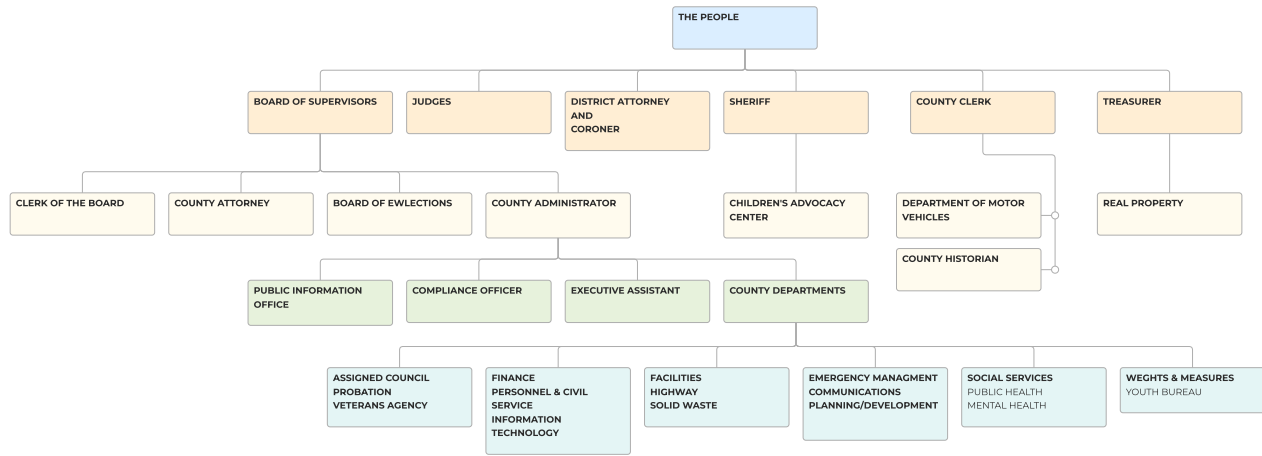 THE PEOPLE
BOARD OF SUPERVISORS
JUDGES
DISTRICT ATTORNEY
AND
CORONER
SHERIFF
COUNTY CLERK
TREASURER
CLERK OF THE BOARD
COUNTY ATTORNEY
BOARD OF EWLECTIONS
COUNTY ADMINISTRATOR
CHILDREN'S ADVOCACY
CENTER
DEPARTMENT OF MOTOR
VEHICLES
REAL PROPERTY
COUNTY HISTORIAN
PUBLIC INFORMATION
OFFICE
COMPLIANCE OFFICER
EXECUTIVE ASSISTANT
COUNTY DEPARTMENTS
ASSIGNED COUNCIL
PROBATION
VETERANS AGENCY
FINANCE
PERSONNEL & CIVIL
SERVICE
INFORMATION
TECHNOLOGY
FACILITIES
HIGHWAY
SOLID WASTE
EMERGENCY MANAGMENT
COMMUNICATIONS
PLANNING/DEVELOPMENT
SOCIAL SERVICES
PUBLIC HEALTH
MENTAL HEALTH
WEGHTS & MEASURES
YOUTH BUREAU